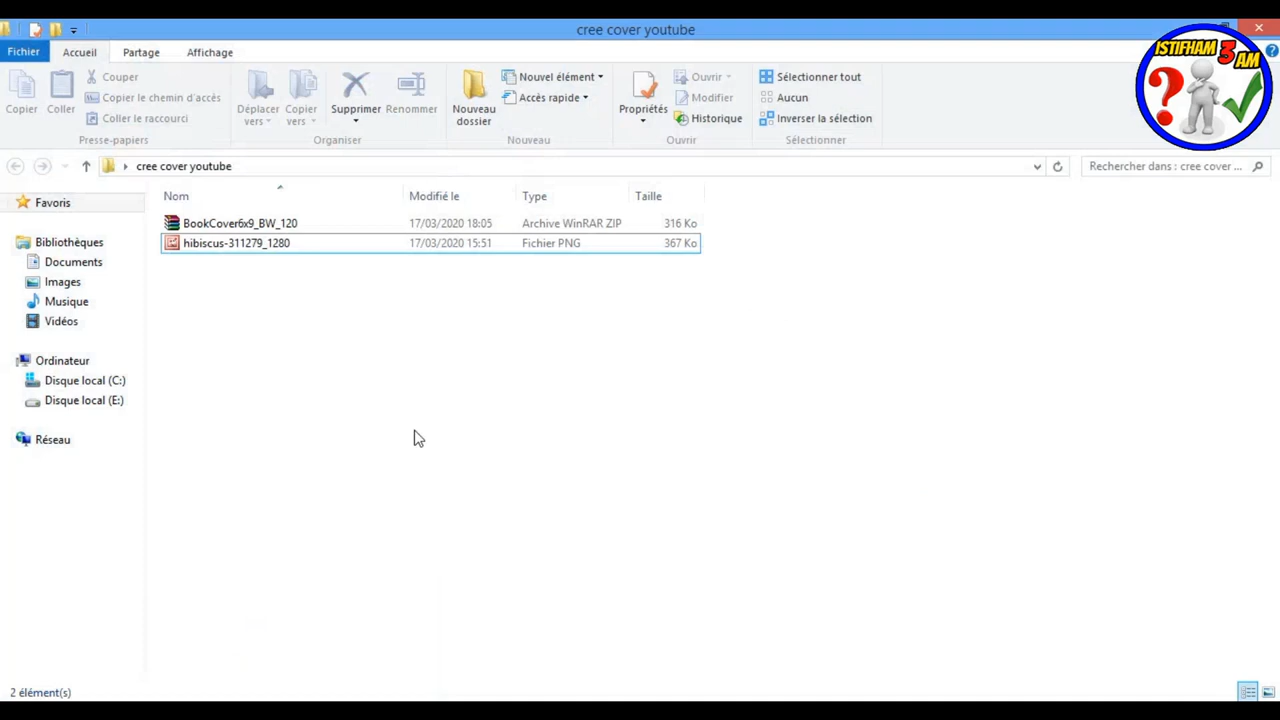 cree cover youtube
Fichier
Accueil
Partage
Affichage
ISTIFHAM 3 AM
Copier
Coller
Couper
Copier le chemin d'accès
Coller le raccourci
Presse-papiers
Déplacer vers
Copier vers
Supprimer
Renommer
Organiser
Nouveau dossier
Nouvel élément
Accès rapide
Nouveau
Propriétés
Ouvrir
Modifier
Historique
Ouvrir
Sélectionner tout
Aucun
Inverser la sélection
Sélectionner
cree cover youtube
Rechercher dans : cree cover ...
Nom
Modifié le
Type
Taille
BookCover6x9_BW_120 17/03/2020 18:05 Archive WinRAR ZIP 316 Ko
hibiscus-311279_1280 17/03/2020 15:51 Fichier PNG 367 Ko
Favoris
Bibliothèques
Documents
Images
Musique
Vidéos
Ordinateur
Disque local (C:)
Disque local (E:)
Réseau
2 élément(s)